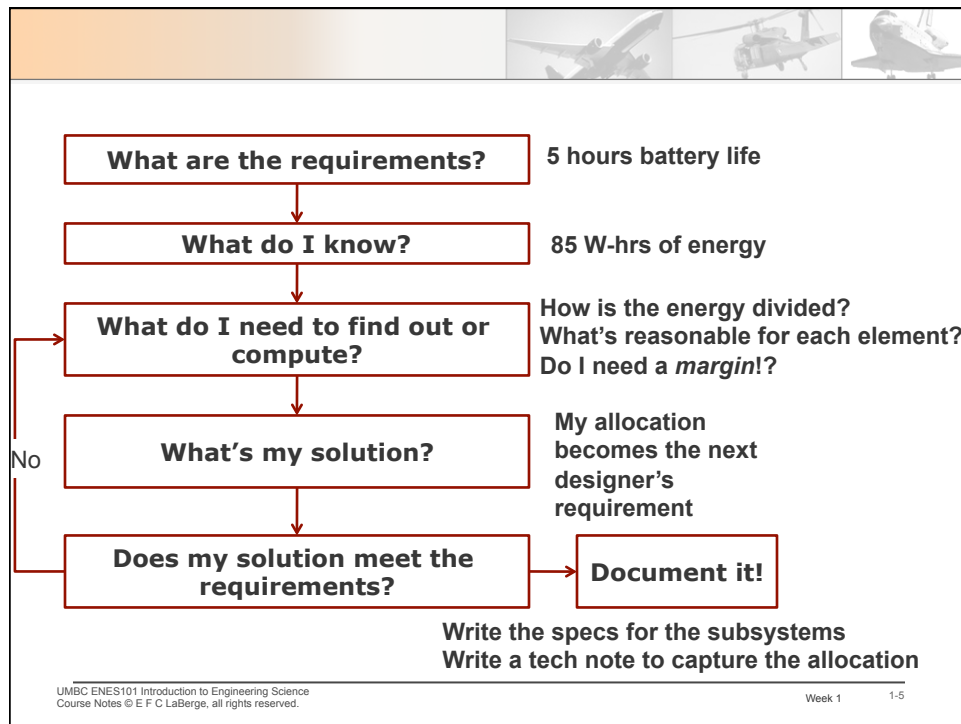 What are the requirements?
5 hours battery life
What do I know?
85 W-hrs of energy
What do I need to find out or
compute?
How is the energy divided?
What's reasonable for each element?
Do I need a margin!?
What's my solution?
My allocation
becomes the next
designer's
requirement
No
Does my solution meet the
requirements?
Document it!
Write the specs for the subsystems
Write a tech note to capture the allocation
UMBC ENES101 Introduction to Engineering Science
Course Notes © E F C LaBerge, all rights reserved.
Week 1
1-5